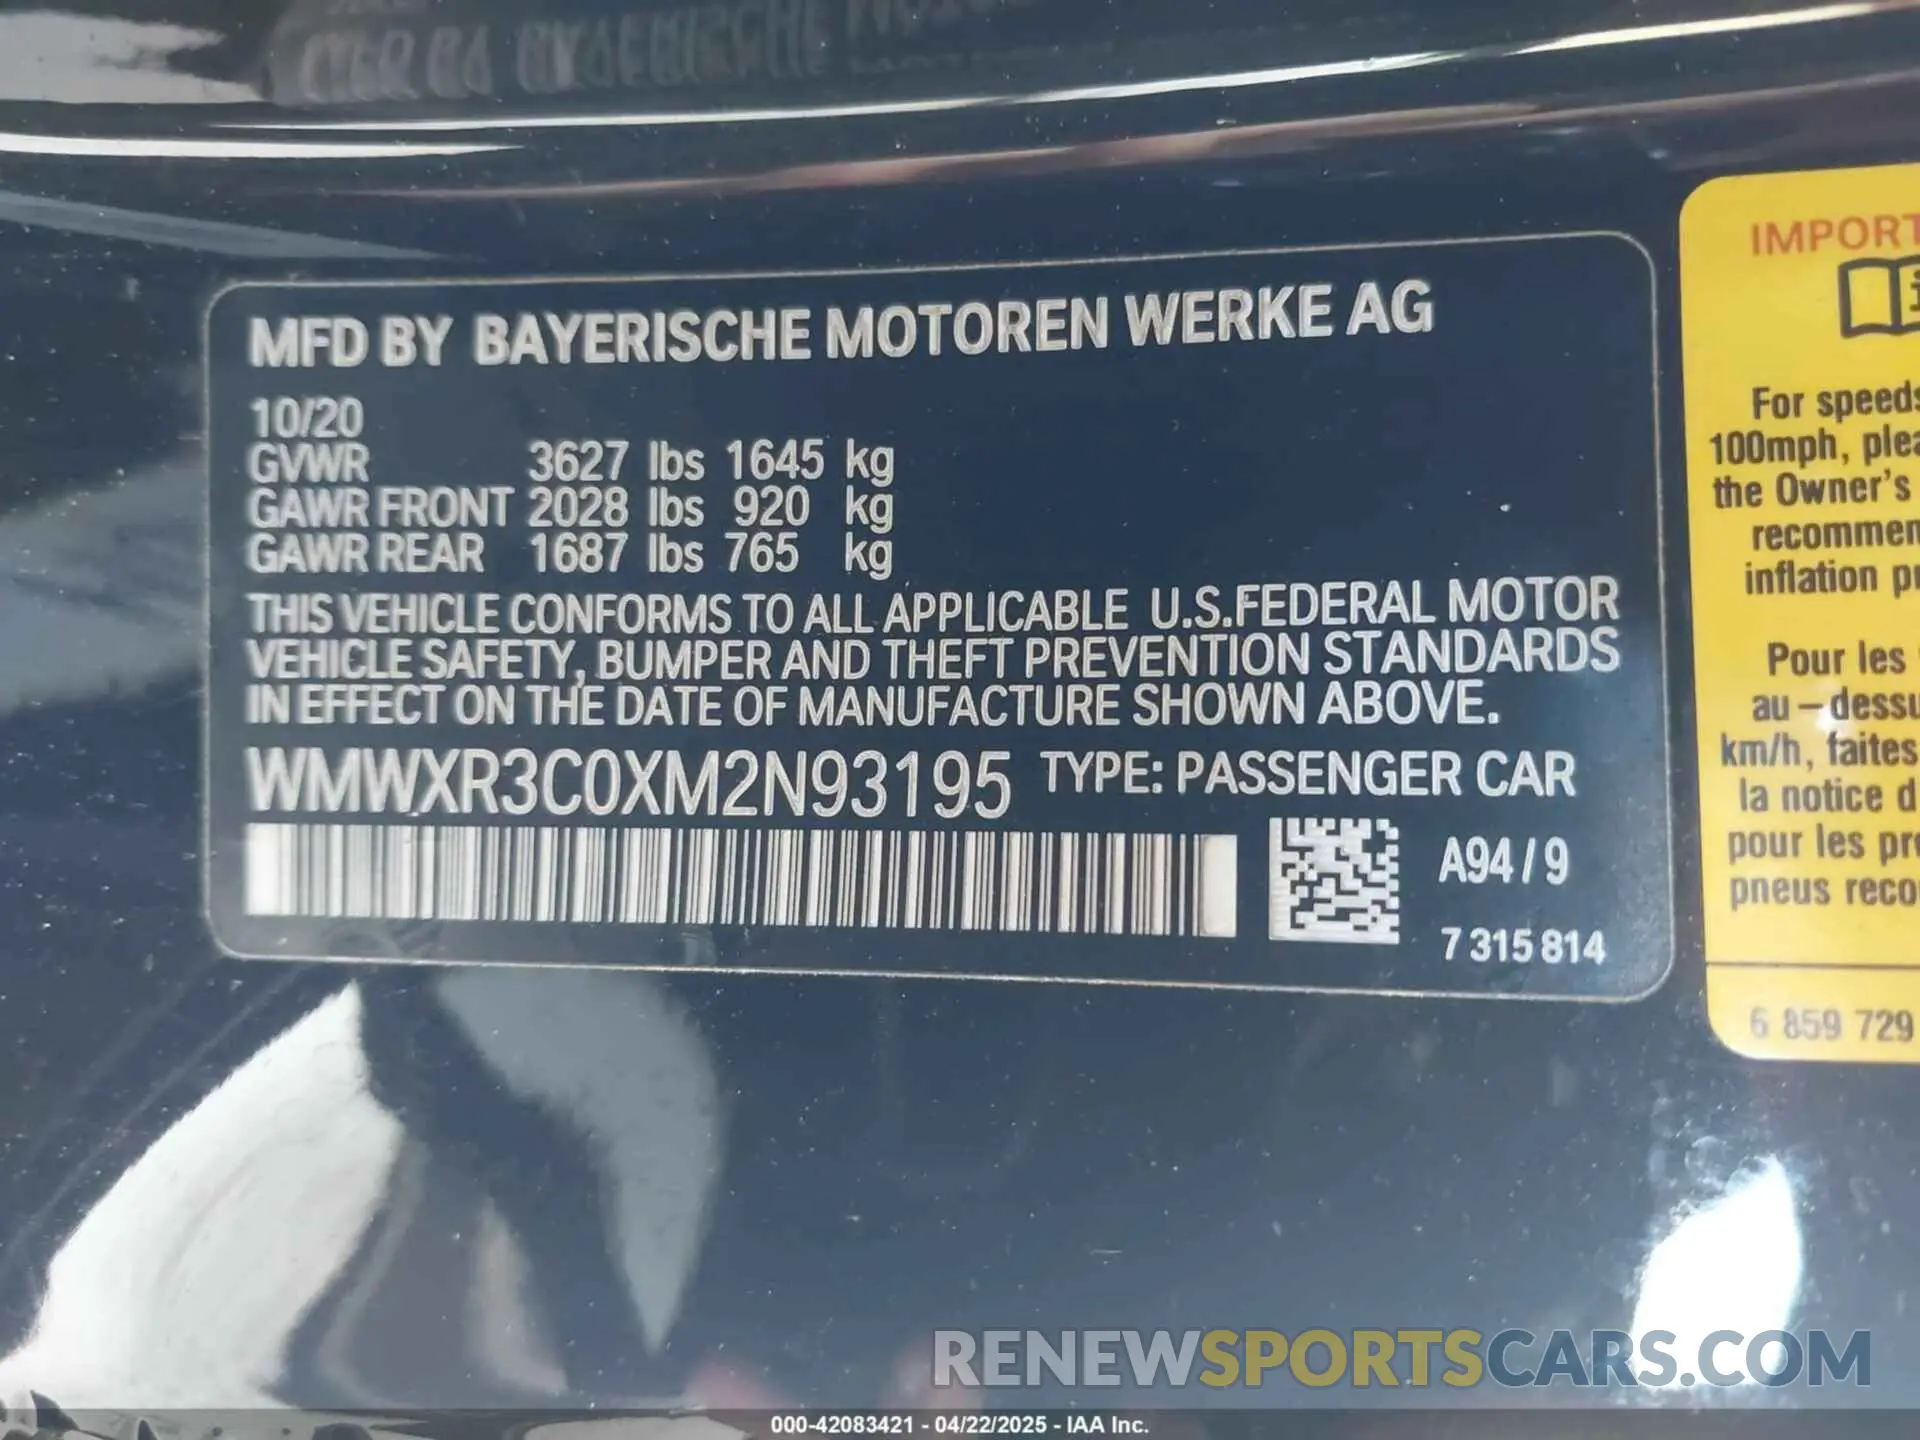 MFD BY BAYERISCHE MOTOREN WERKE AG
10/20
GVWR 3627 lbs 1645 kg
GAWR FRONT 2028 lbs 920 kg
GAWR REAR 1687 lbs 765 kg
THIS VEHICLE CONFORMS TO ALL APPLICABLE U.S.FEDERAL MOTOR
VEHICLE SAFETY, BUMPER AND THEFT PREVENTION STANDARDS
IN EFFECT ON THE DATE OF MANUFACTURE SHOWN ABOVE.
WMWXR3C0XM2N93195 TYPE: PASSENGER CAR
A94 / 9
7 315 814
IMPORT
For speeds
100mph, plea
the Owner's
recommen
inflation pr
Pour les
au – dessu
km/h, faites
la notice d
pour les pr
pneus reco
6 859 729
RENEWSPORTSCARS.COM
000-42083421 - 04/22/2025 - IAA Inc.